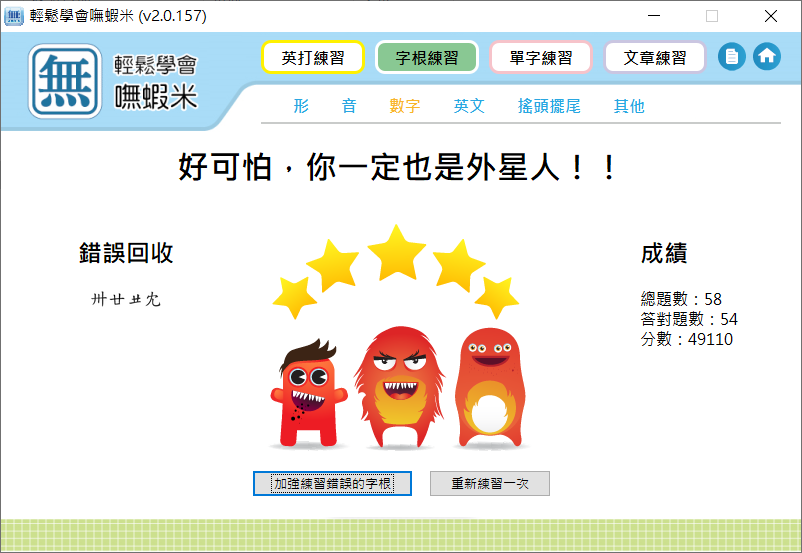 輕鬆學會嘸蝦米 (v2.0.157)
無
輕鬆學會
嘸蝦米
英打練習 字根練習 單字練習 文章練習
形 音 數字 英文 搖頭擺尾 其他
好可怕，你一定也是外星人！！
錯誤回收
卅廿
成績
總題數：58
答對題數：54
分數：49110
無
加強練習錯誤的字根 重新練習一次